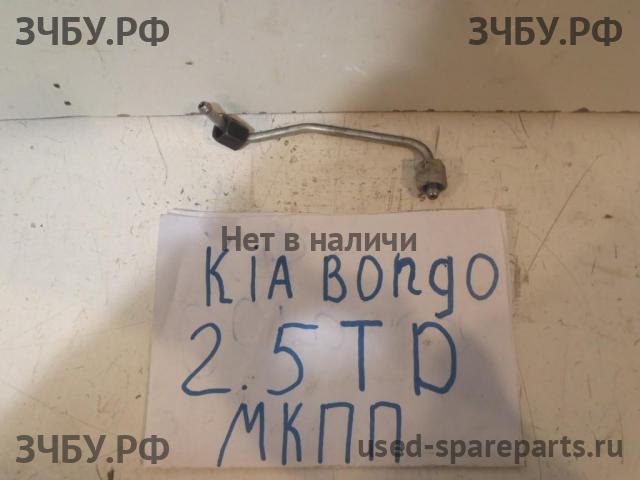 ЗЧБУ.РФ ЗЧБУ.РФ
Нет в наличи
Kia Bongo
2.5 TD
МКПП
ЗЧБУ.РФ used-spareparts.ru